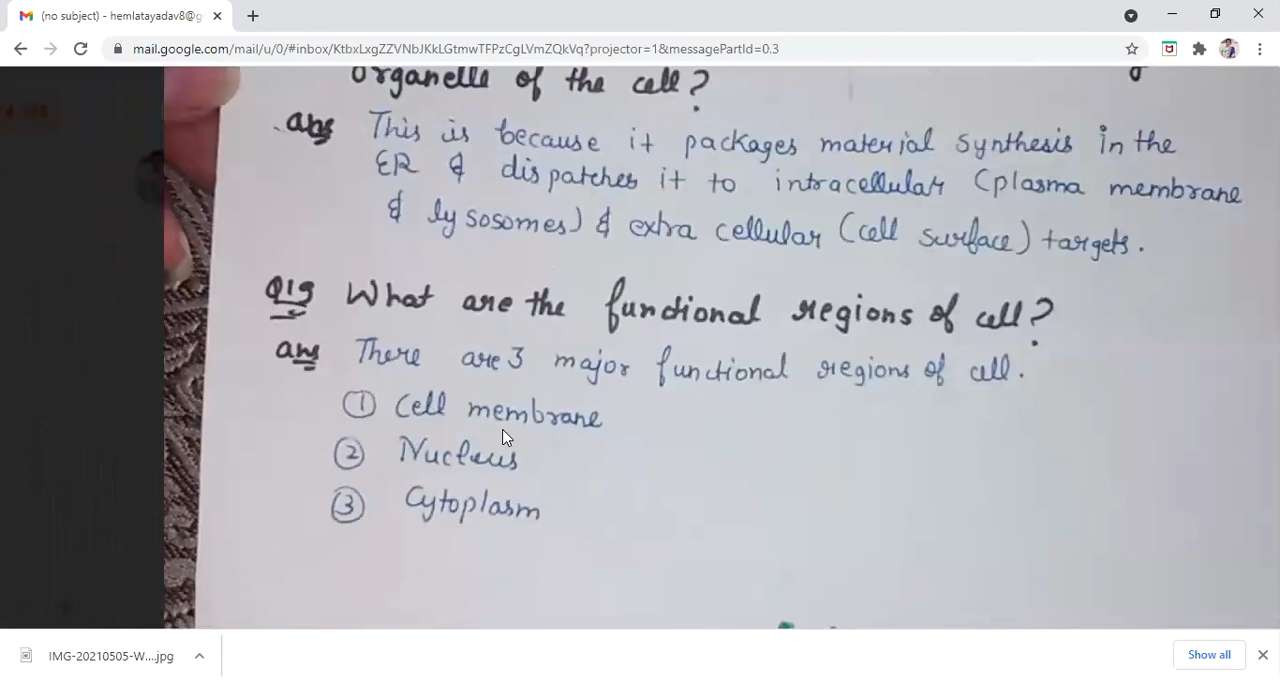 (no subject) - hemlatayadav8@g
mail.google.com/mail/u/0/#inbox/KtbxLxgZZVNbJKkLGtmwTFPzCgLVmZQkVq?projector=1&messagePartId=0.3
Organelle of the cell?
ans This is because it packages material synthesis in the
ER & dispatches it to intracellular (plasma membrane
& lysosomes) & extra cellular (cell surface) targets.
Q19 What are the functional regions of cell?
ans There are 3 major functional regions of cell.
① Cell membrane
② Nucleus
③ Cytoplasm
IMG-20210505-W....jpg
Show all